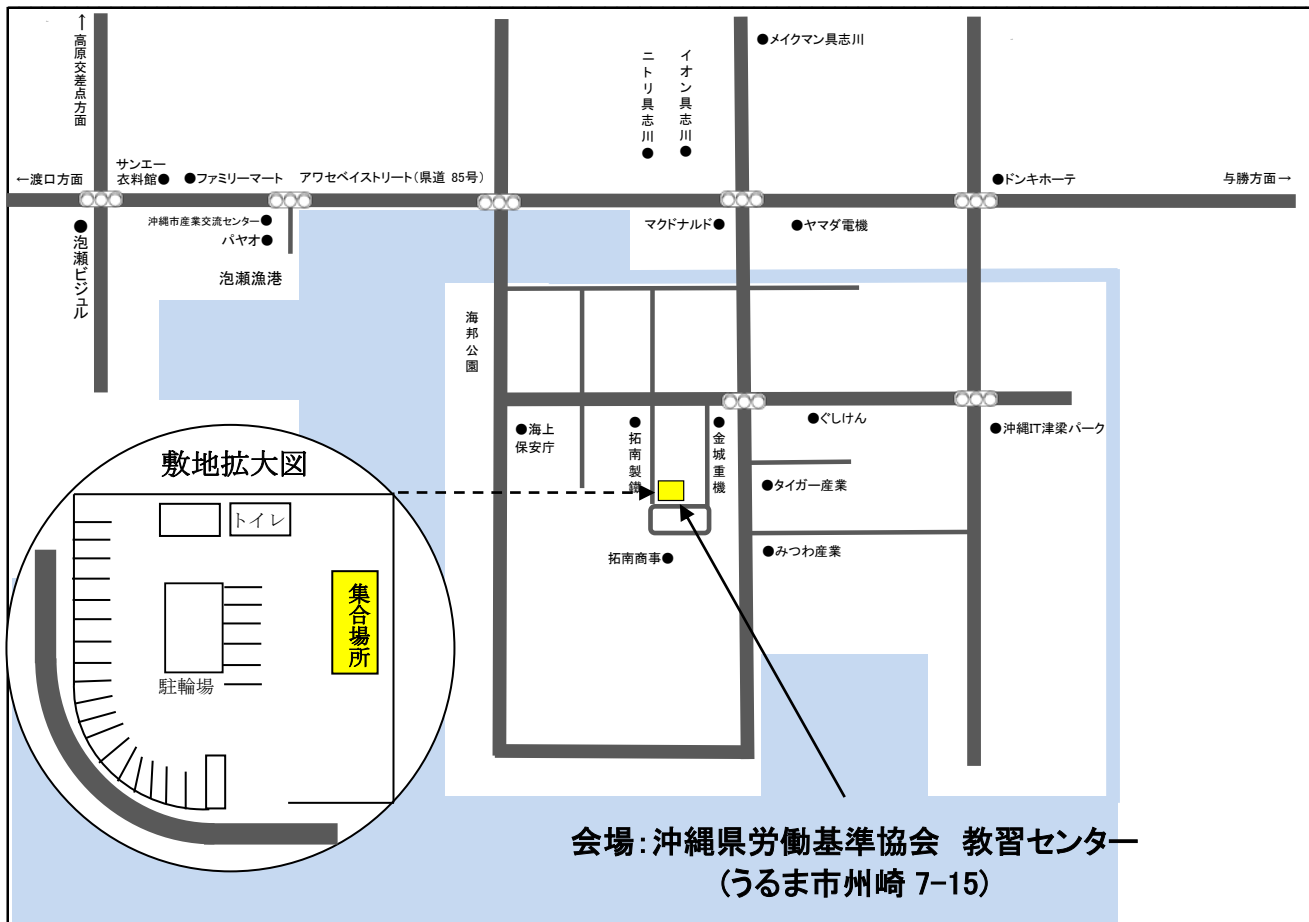 ↑高原交差点方面
●メイクマン具志川
ニトリ具志川●
イオン具志川●
←渡口方面
サンエー
衣料館●
●ファミリーマート
アワセベイストリート(県道 85号)
●ドンキホーテ
与勝方面→
沖縄市産業交流センター●
パヤオ●
●泡瀬ビジュル
泡瀬漁港
マクドナルド●
●ヤマダ電機
海邦公園
●海上
保安庁
●拓南製鐵
●金城重機
●ぐしけん
●沖縄IT津梁パーク
●タイガー産業
●みつわ産業
拓南商事●
敷地拡大図
トイレ
集合場所
駐輪場
会場:沖縄県労働基準協会 教習センター
(うるま市州崎 7-15)